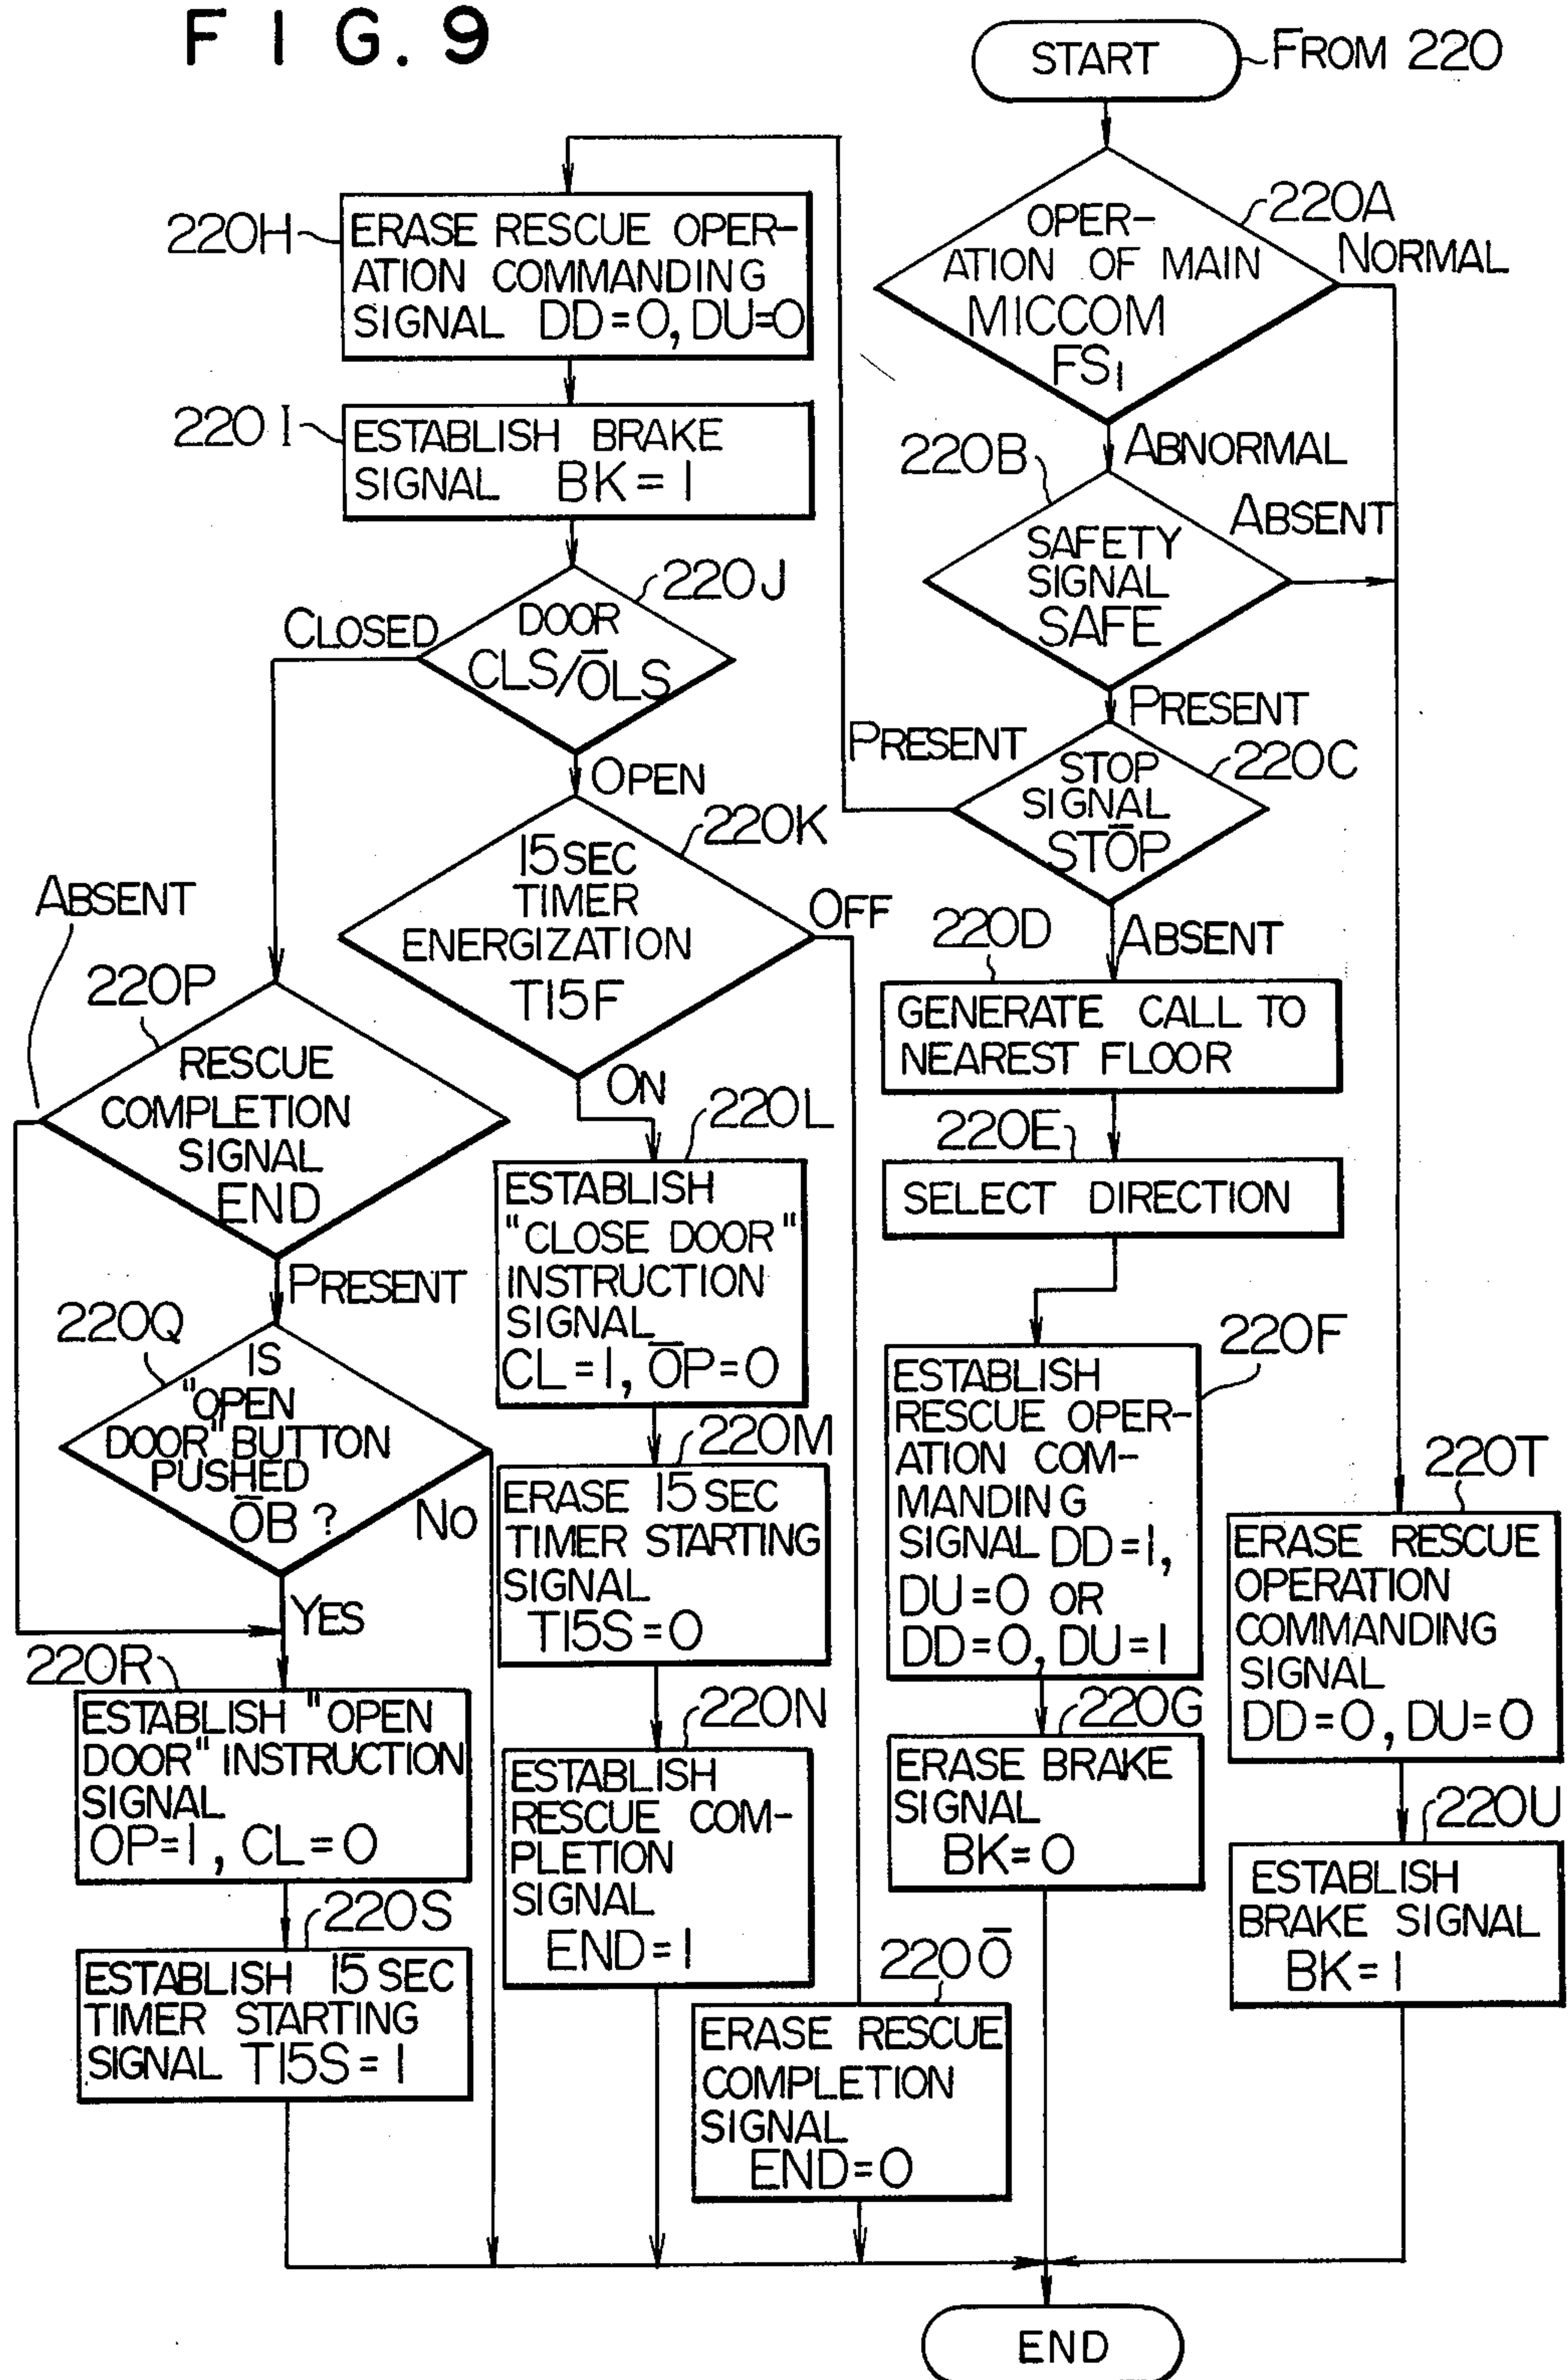 FIG. 9
START
FROM 220
220A
OPER-
ATION OF MAIN
MICCOM
FS₁
NORMAL
ABNORMAL
220B
SAFETY
SIGNAL
SAFE
ABSENT
PRESENT
220C
STOP
SIGNAL
STŌP
PRESENT
ABSENT
220D
GENERATE CALL TO
NEAREST FLOOR
220E
SELECT DIRECTION
220F
ESTABLISH
RESCUE OPER-
ATION COM-
MANDING
SIGNAL DD=1,
DU=0 OR
DD=0, DU=1
220G
ERASE BRAKE
SIGNAL
BK=0
220H
ERASE RESCUE OPER-
ATION COMMANDING
SIGNAL DD=0, DU=0
220I
ESTABLISH BRAKE
SIGNAL BK=1
220J
DOOR
CLS/ŌLS
CLOSED
OPEN
220K
15SEC
TIMER
ENERGIZATION
T15F
OFF
ON
220L
ESTABLISH
"CLOSE DOOR"
INSTRUCTION
SIGNAL
CL=1, ŌP=0
220M
ERASE 15SEC
TIMER STARTING
SIGNAL
T15S=0
220N
ESTABLISH
RESCUE COM-
PLETION
SIGNAL
END=1
220Ō
ERASE RESCUE
COMPLETION
SIGNAL
END=0
ABSENT
220P
RESCUE
COMPLETION
SIGNAL
END
PRESENT
220Q
IS
"OPEN
DOOR" BUTTON
PUSHED
ŌB?
NO
YES
220R
ESTABLISH "OPEN
DOOR" INSTRUCTION
SIGNAL
OP=1, CL=0
220S
ESTABLISH 15SEC
TIMER STARTING
SIGNAL T15S=1
220T
ERASE RESCUE
OPERATION
COMMANDING
SIGNAL
DD=0, DU=0
220U
ESTABLISH
BRAKE SIGNAL
BK=1
END